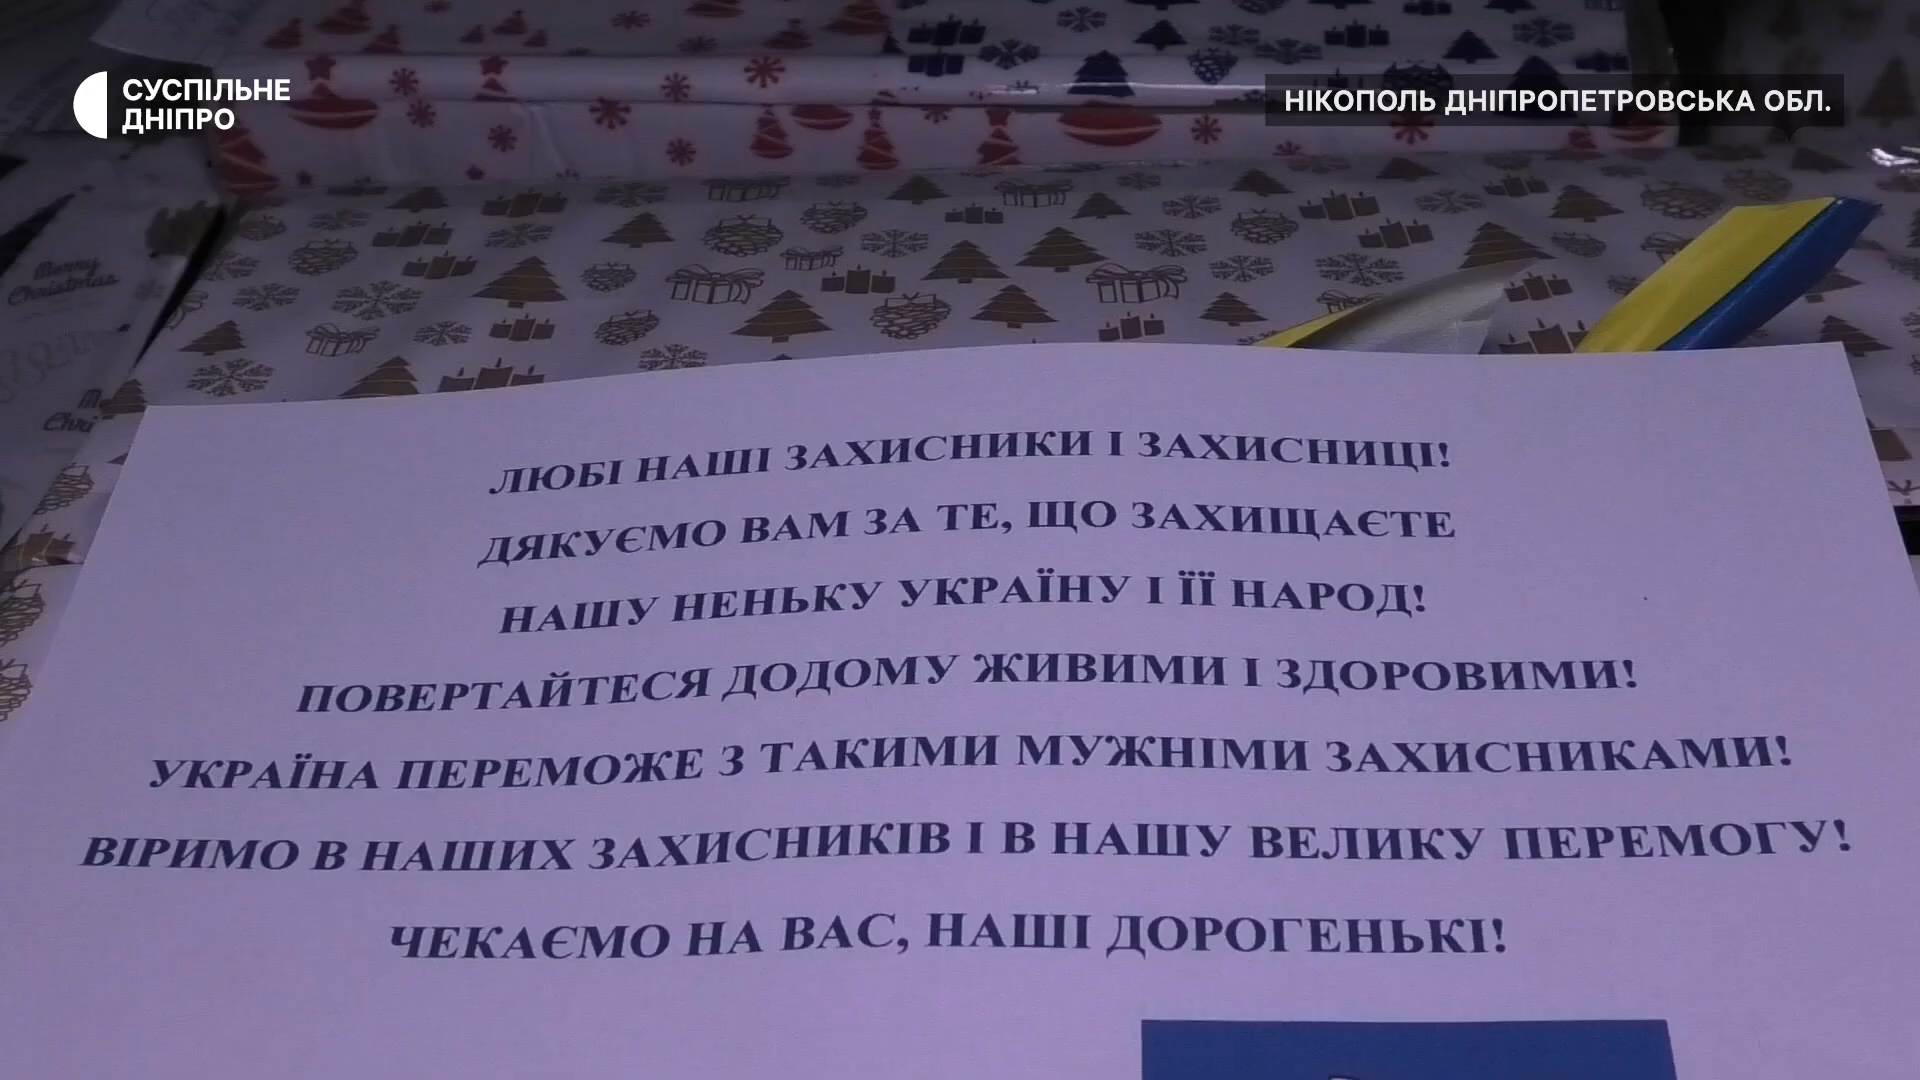 СУСПІЛЬНЕ
ДНІПРО
НІКОПОЛЬ ДНІПРОПЕТРОВСЬКА ОБЛ.
Merry
Christmas
ЛЮБІ НАШІ ЗАХИСНИКИ І ЗАХИСНИЦІ!
ДЯКУЄМО ВАМ ЗА ТЕ, ЩО ЗАХИЩАЄТЕ
НАШУ НЕНЬКУ УКРАЇНУ І ЇЇ НАРОД!
ПОВЕРТАЙТЕСЯ ДОДОМУ ЖИВИМИ І ЗДОРОВИМИ!
УКРАЇНА ПЕРЕМОЖЕ З ТАКИМИ МУЖНІМИ ЗАХИСНИКАМИ!
ВІРИМО В НАШИХ ЗАХИСНИКІВ І В НАШУ ВЕЛИКУ ПЕРЕМОГУ!
ЧЕКАЄМО НА ВАС, НАШІ ДОРОГЕНЬКІ!